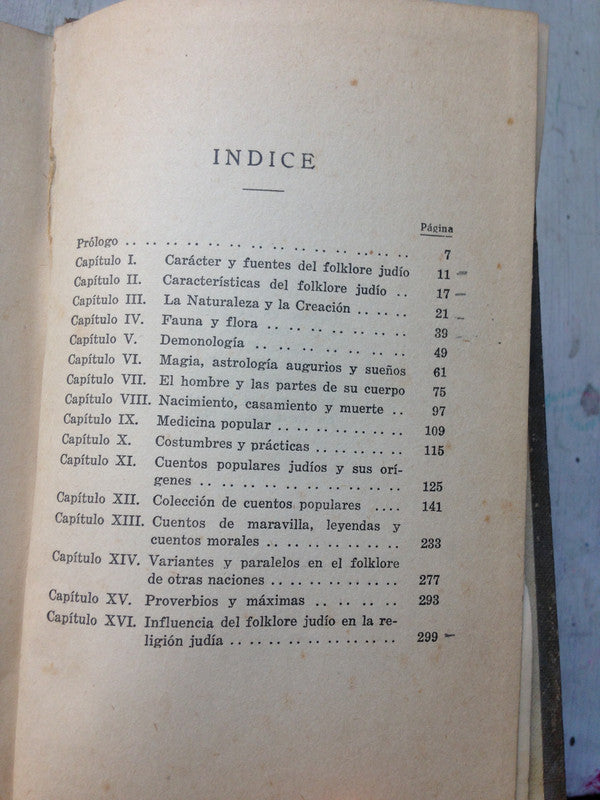 INDICE
Página
Prólogo .. .. .. .. .. .. .. .. .. .. .. .. .. .. 7
Capítulo I. Carácter y fuentes del folklore judío 11
Capítulo II. Características del folklore judío .. 17
Capítulo III. La Naturaleza y la Creación .. .. .. 21
Capítulo IV. Fauna y flora .. .. .. .. .. .. .. 39
Capítulo V. Demonología .. .. .. .. .. .. .. 49
Capítulo VI. Magia, astrología augurios y sueños 61
Capítulo VII. El hombre y las partes de su cuerpo 75
Capítulo VIII. Nacimiento, casamiento y muerte .. 97
Capítulo IX. Medicina popular .. .. .. .. .. .. .. 109
Capítulo X. Costumbres y prácticas .. .. .. .. .. 115
Capítulo XI. Cuentos populares judíos y sus orí-
genes .. .. .. .. .. .. .. .. .. .. 125
Capítulo XII. Colección de cuentos populares .... 141
Capítulo XIII. Cuentos de maravilla, leyendas y
cuentos morales .. .. .. .. .. .. .. 233
Capítulo XIV. Variantes y paralelos en el folklore
de otras naciones .. .. .. .. .. .. .. 277
Capítulo XV. Proverbios y máximas .. .. .. .. .. 293
Capítulo XVI. Influencia del folklore judío en la re-
ligión judía .. .. .. .. .. .. .. .. .. 299